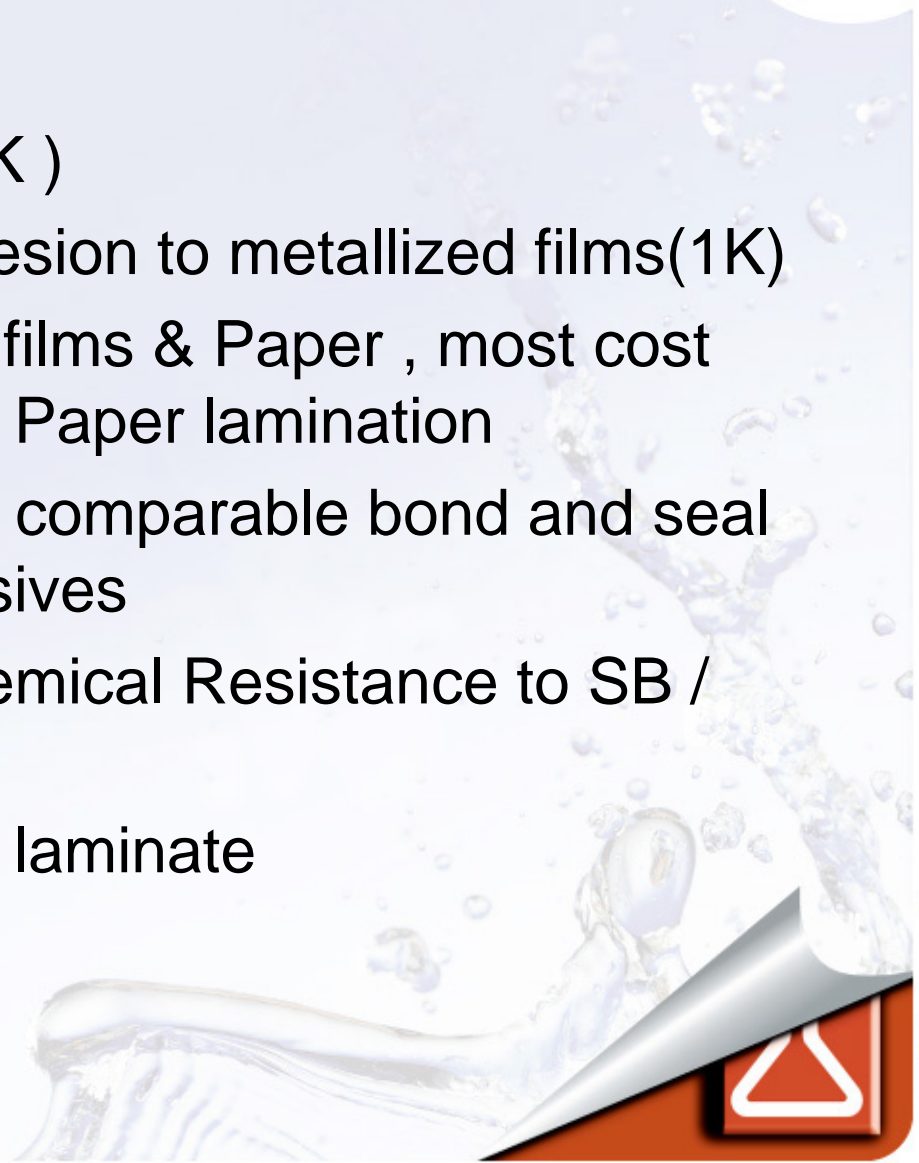 K )
esion to metallized films(1K)
films & Paper , most cost
Paper lamination
comparable bond and seal
sives
emical Resistance to SB /
laminate